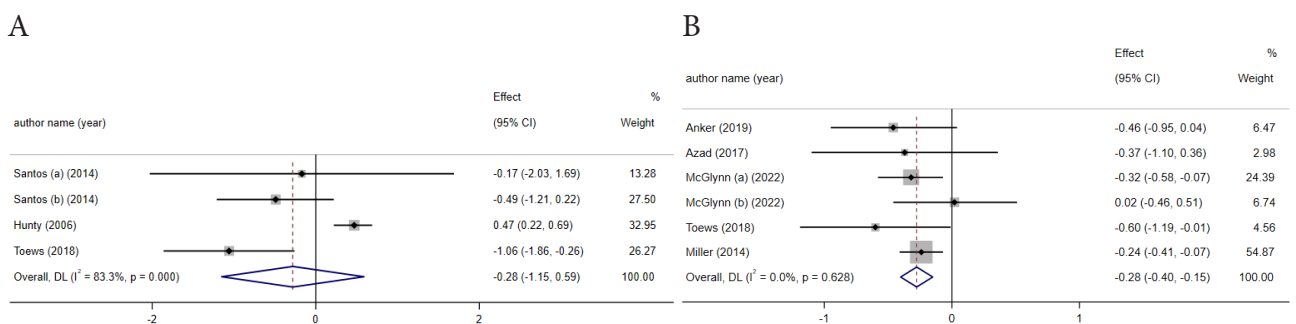 A
Effect %
author name (year) (95% CI) Weight
Santos (a) (2014) -0.17 (-2.03, 1.69) 13.28
Santos (b) (2014) -0.49 (-1.21, 0.22) 27.50
Hunty (2006) 0.47 (0.22, 0.69) 32.95
Toews (2018) -1.06 (-1.86, -0.26) 26.27
Overall, DL (I² = 83.3%, p = 0.000) -0.28 (-1.15, 0.59) 100.00
-2 0 2
B
Effect %
author name (year) (95% CI) Weight
Anker (2019) -0.46 (-0.95, 0.04) 6.47
Azad (2017) -0.37 (-1.10, 0.36) 2.98
McGlynn (a) (2022) -0.32 (-0.58, -0.07) 24.39
McGlynn (b) (2022) 0.02 (-0.46, 0.51) 6.74
Toews (2018) -0.60 (-1.19, -0.01) 4.56
Miller (2014) -0.24 (-0.41, -0.07) 54.87
Overall, DL (I² = 0.0%, p = 0.628) -0.28 (-0.40, -0.15) 100.00
-1 0 1